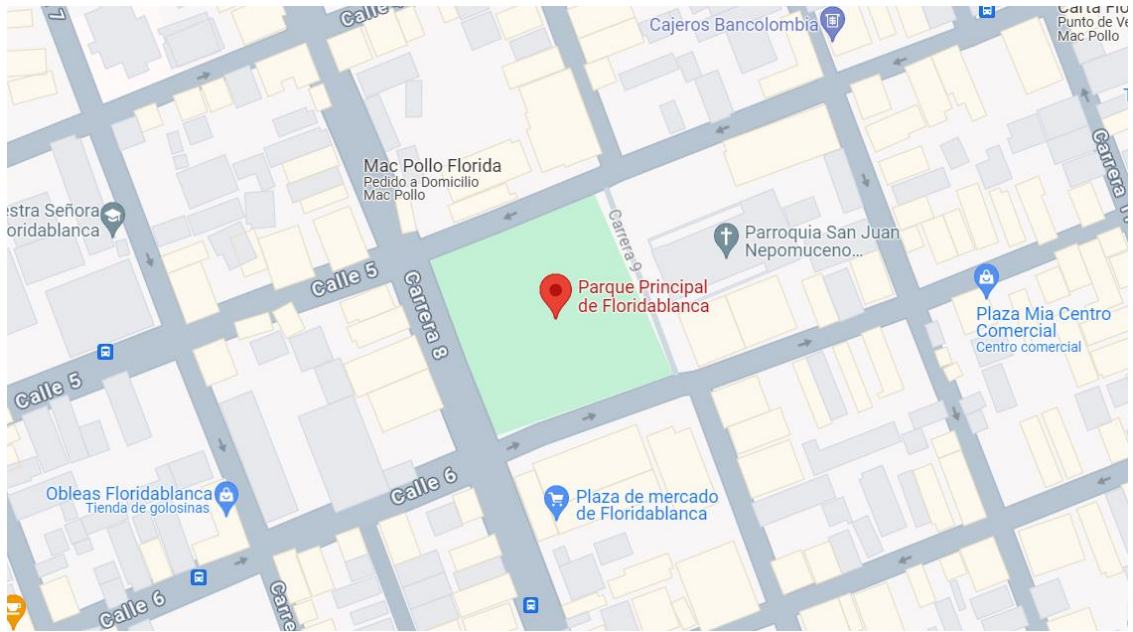 Calle 5
Cajeros Bancolombia
Carta Flo
Punto de Ve
Mac Pollo
7
Mac Pollo Florida
Pedido a Domicilio
Mac Pollo
Carrera 1
estra Señora
oridablanca
Carrera 9
Parroquia San Juan
Nepomuceno...
Calle 5
Carrera 8
Parque Principal
de Floridablanca
Plaza Mia Centro
Comercial
Centro comercial
Calle 5
Calle 6
Obleas Floridablanca
Tienda de golosinas
Plaza de mercado
de Floridablanca
Calle 6
Carre